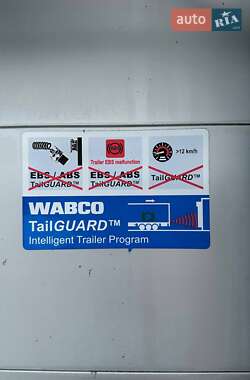 auto RIA .com
Trailer EBS malfunction
>12 km/h
EBS / ABS
TailGUARD™
EBS / ABS
TailGUARD™
TailGUARD™
WABCO
TailGUARD™
Intelligent Trailer Program